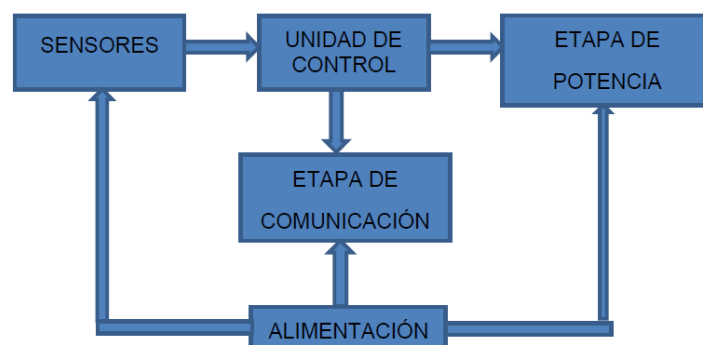 SENSORES
UNIDAD DE
CONTROL
ETAPA DE
POTENCIA
ETAPA DE
COMUNICACIÓN
ALIMENTACIÓN